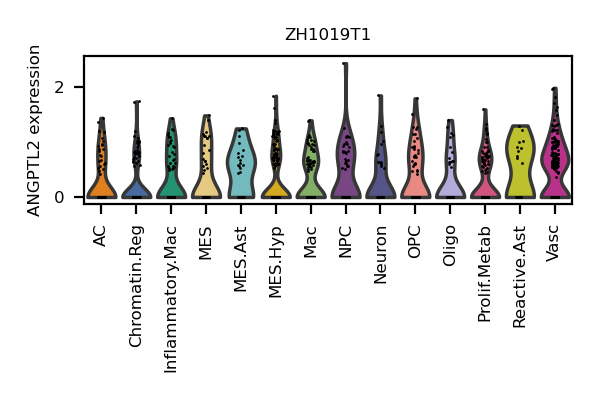 ZH1019T1
ANGPTL2 expression
2
0
AC
Chromatin.Reg
Inflammatory.Mac
MES
MES.Ast
MES.Hyp
Mac
NPC
Neuron
OPC
Oligo
Prolif.Metab
Reactive.Ast
Vasc